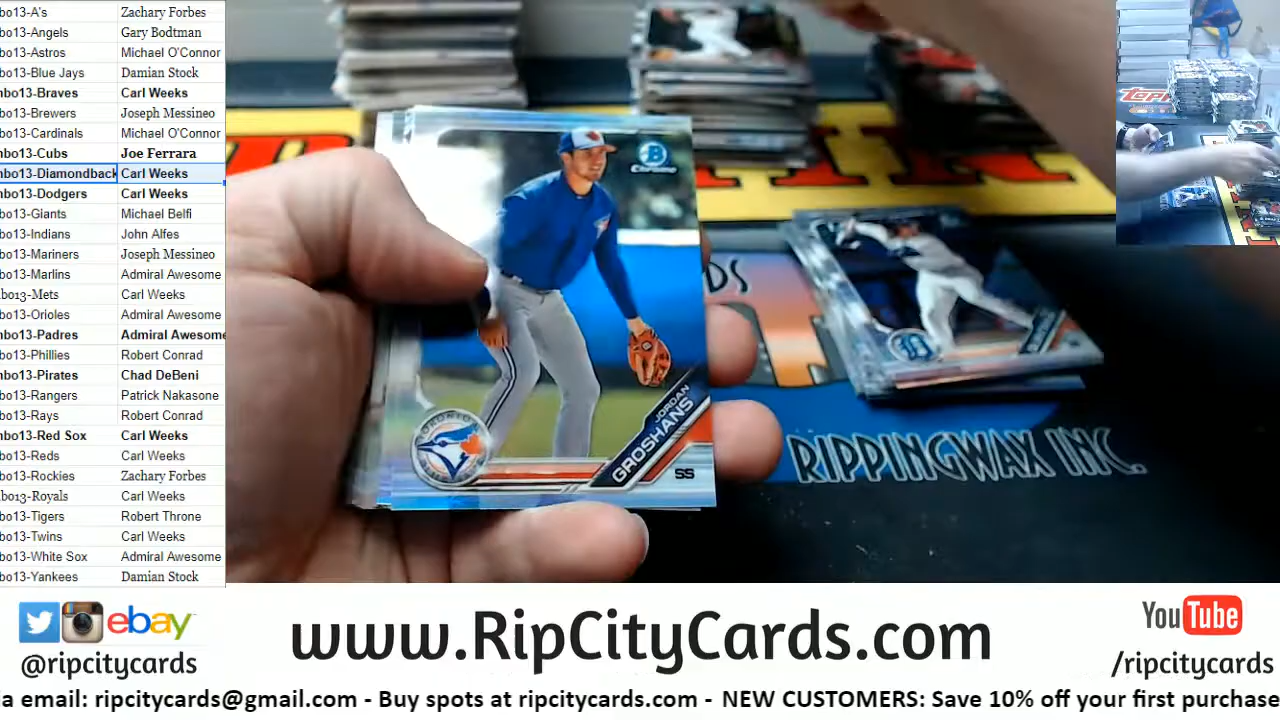 bo13-A's Zachary Forbes
bo13-Angels Gary Bodtman
bo13-Astros Michael O'Connor
bo13-Blue Jays Damian Stock
nbo13-Braves Carl Weeks
bo13-Brewers Joseph Messineo
bo13-Cardinals Michael O'Connor
nbo13-Cubs Joe Ferrara
nbo13-Diamondback Carl Weeks
nbo13-Dodgers Carl Weeks
bo13-Giants Michael Belfi
bo13-Indians John Alfes
bo13-Mariners Joseph Messineo
bo13-Marlins Admiral Awesome
bo13-Mets Carl Weeks
bo13-Orioles Admiral Awesome
nbo13-Padres Admiral Awesome
bo13-Phillies Robert Conrad
nbo13-Pirates Chad DeBeni
bo13-Rangers Patrick Nakasone
bo13-Rays Robert Conrad
nbo13-Red Sox Carl Weeks
bo13-Reds Carl Weeks
bo13-Rockies Zachary Forbes
bo13-Royals Carl Weeks
bo13-Tigers Robert Throne
bo13-Twins Carl Weeks
bo13-White Sox Admiral Awesome
bo13-Yankees Damian Stock
B
Chrome
JORDAN
GROSHANS
SS
TORONTO
DS
RIPPINGWAX INC.
TOPPS
ebay
@ripcitycards
www.RipCityCards.com
YouTube
/ripcitycards
ia email: ripcitycards@gmail.com - Buy spots at ripcitycards.com - NEW CUSTOMERS: Save 10% off your first purchase